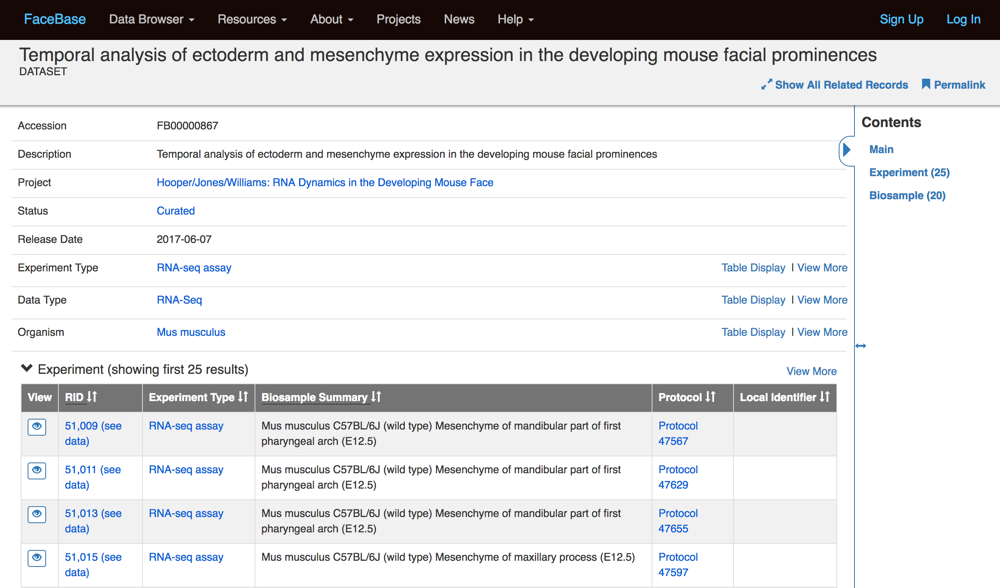 FaceBase Data Browser Resources About Projects News Help Sign Up Log In
Temporal analysis of ectoderm and mesenchyme expression in the developing mouse facial prominences
DATASET
Show All Related Records Permalink
Accession FB00000867
Description Temporal analysis of ectoderm and mesenchyme expression in the developing mouse facial prominences
Project Hooper/Jones/Williams: RNA Dynamics in the Developing Mouse Face
Status Curated
Release Date 2017-06-07
Experiment Type RNA-seq assay Table Display | View More
Data Type RNA-Seq Table Display | View More
Organism Mus musculus Table Display | View More
Contents
Main
Experiment (25)
Biosample (20)
Experiment (showing first 25 results) View More
View RID Experiment Type Biosample Summary Protocol Local Identifier
51,009 (see RNA-seq assay Mus musculus C57BL/6J (wild type) Mesenchyme of mandibular part of first Protocol
data) pharyngeal arch (E12.5) 47567
51,011 (see RNA-seq assay Mus musculus C57BL/6J (wild type) Mesenchyme of mandibular part of first Protocol
data) pharyngeal arch (E12.5) 47629
51,013 (see RNA-seq assay Mus musculus C57BL/6J (wild type) Mesenchyme of mandibular part of first Protocol
data) pharyngeal arch (E12.5) 47655
51,015 (see RNA-seq assay Mus musculus C57BL/6J (wild type) Mesenchyme of maxillary process (E12.5) Protocol
data) 47597